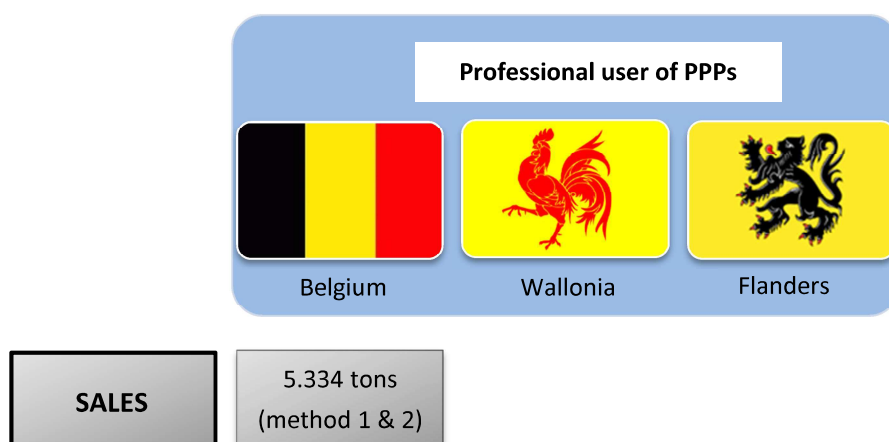 Professional user of PPPs
Belgium
Wallonia
Flanders
SALES
5.334 tons
(method 1 & 2)